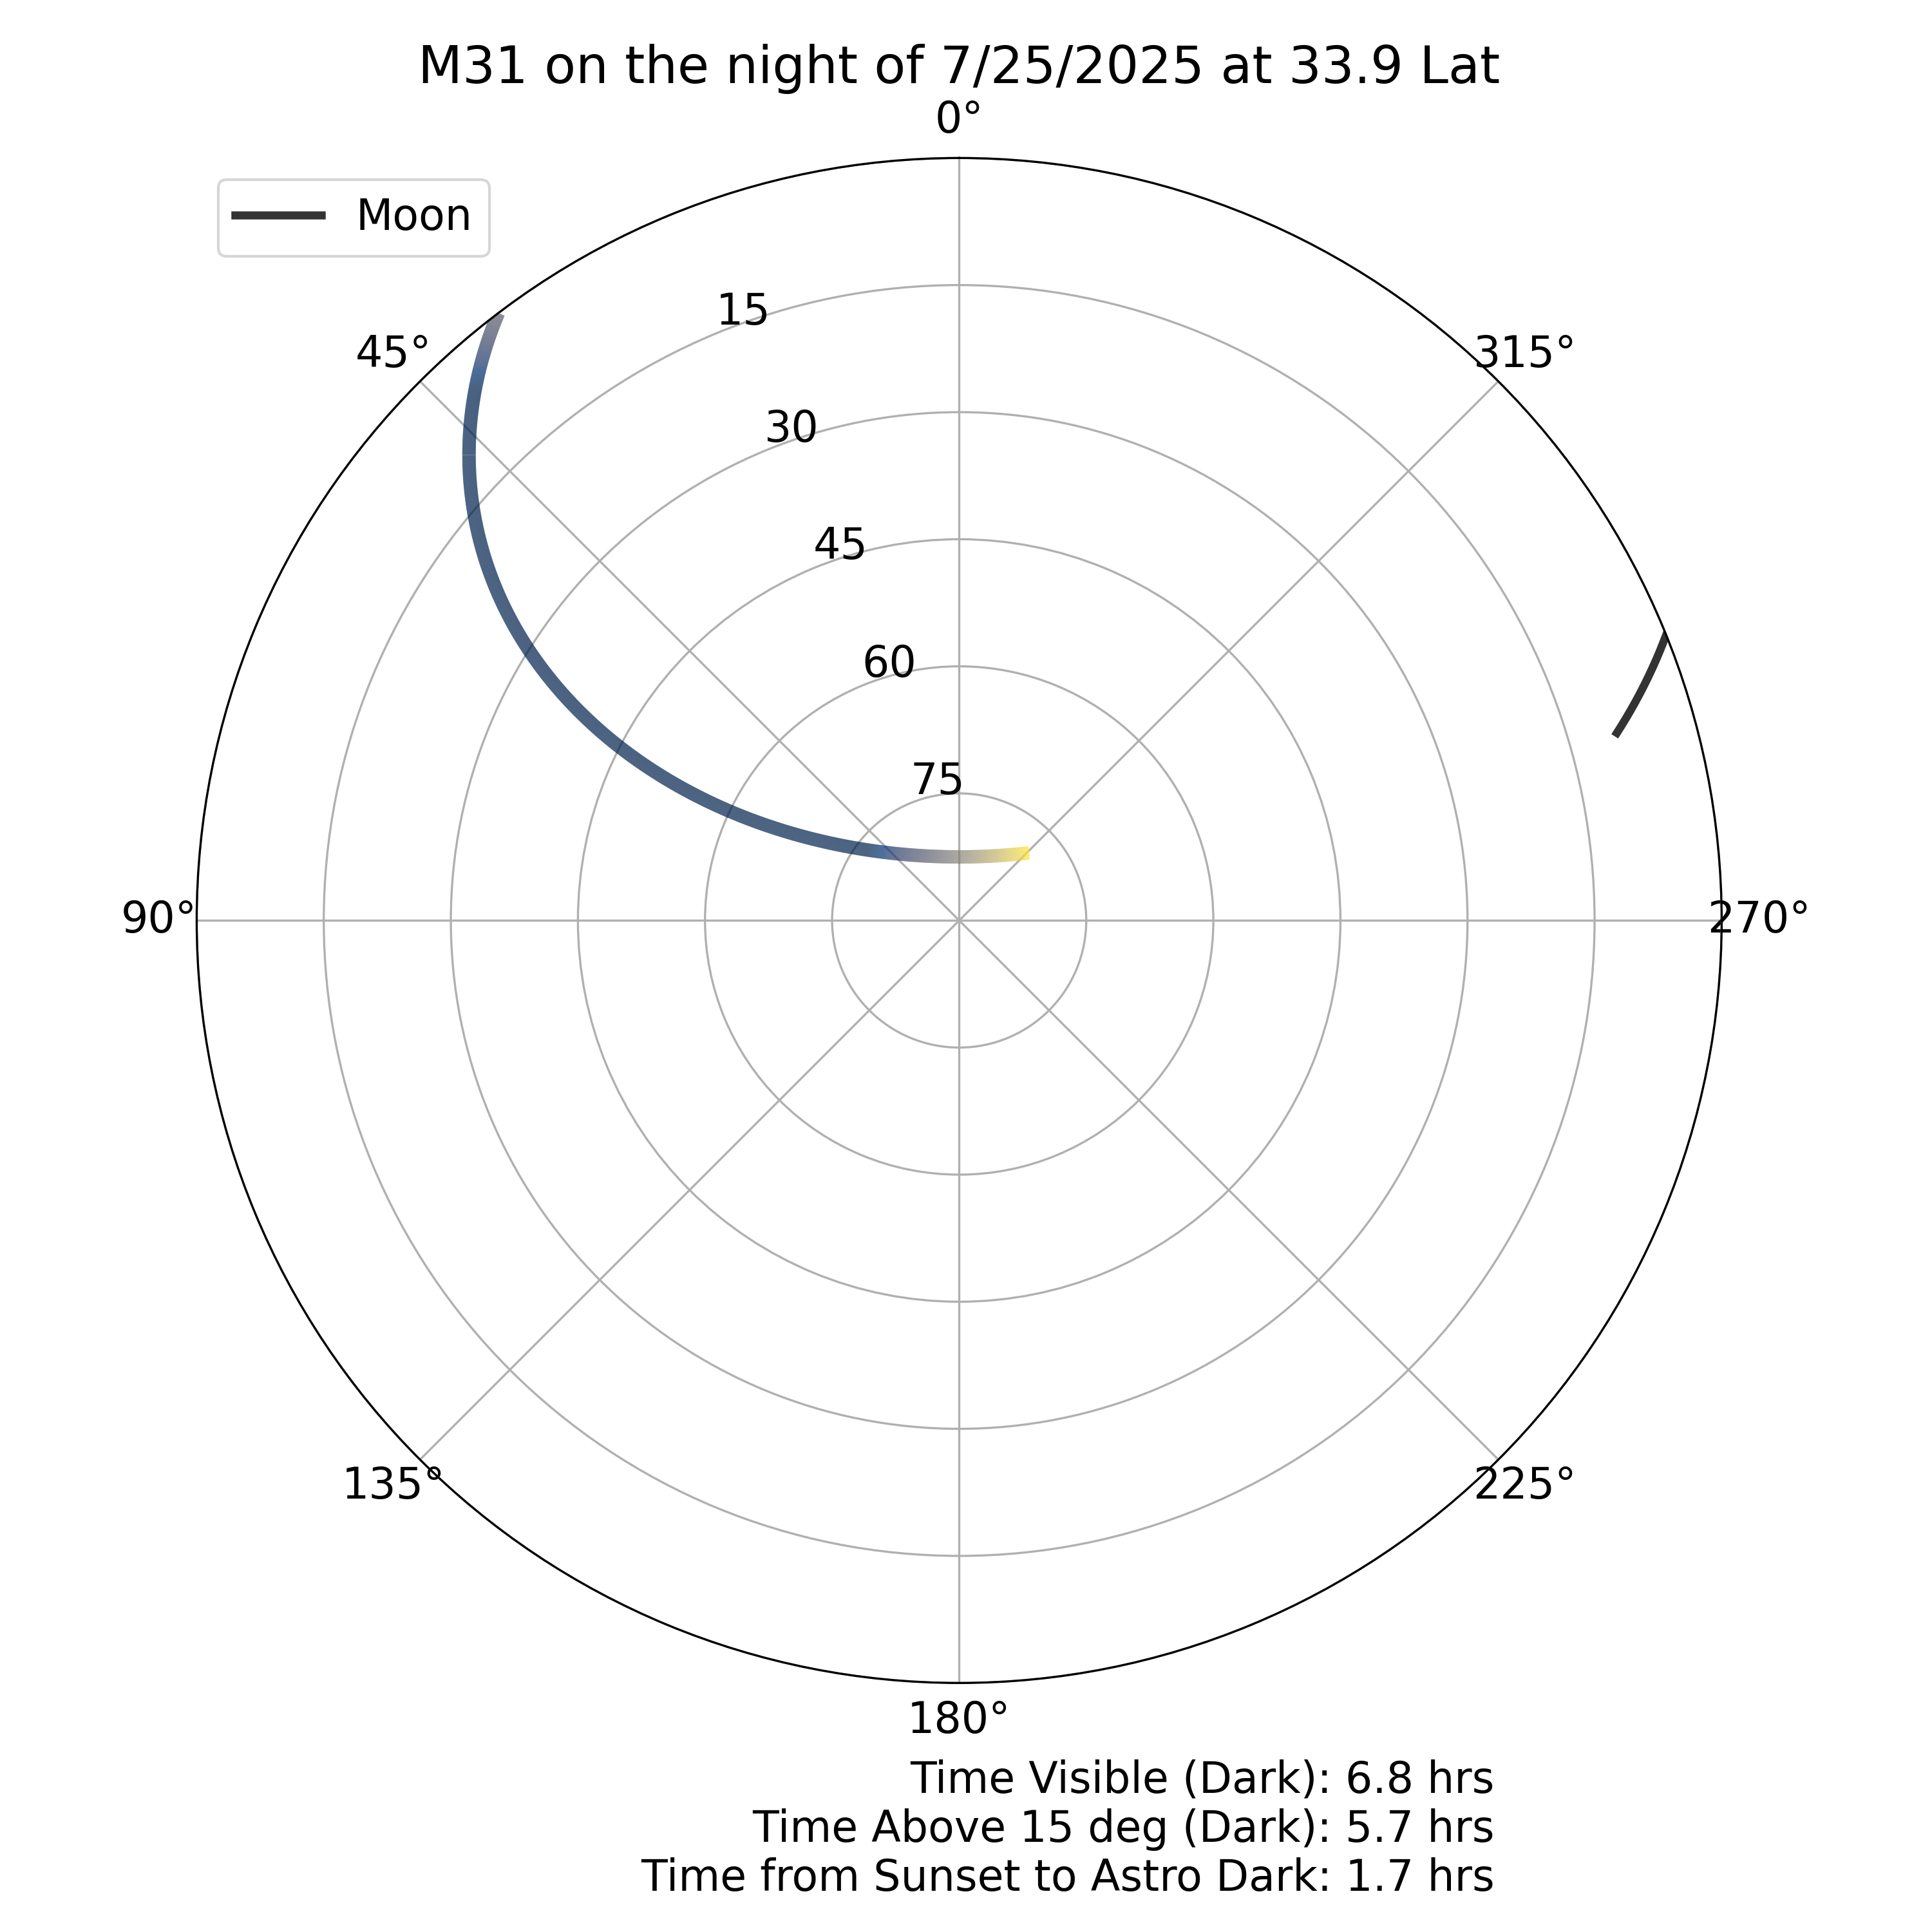 M31 on the night of 7/25/2025 at 33.9 Lat
0°
Moon
15
45°
315°
30
45
60
75
90°
270°
135°
225°
180°
Time Visible (Dark): 6.8 hrs
Time Above 15 deg (Dark): 5.7 hrs
Time from Sunset to Astro Dark: 1.7 hrs